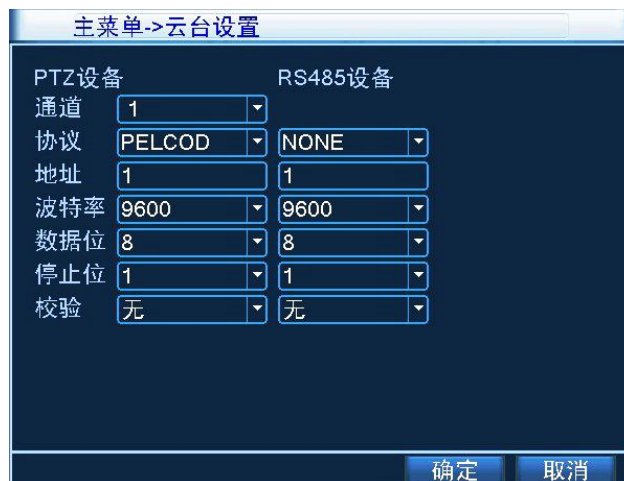 主菜单->云台设置
PTZ设备 RS485设备
通道 1
协议 PELCOD NONE
地址 1 1
波特率 9600 9600
数据位 8 8
停止位 1 1
校验 无 无
确定 取消